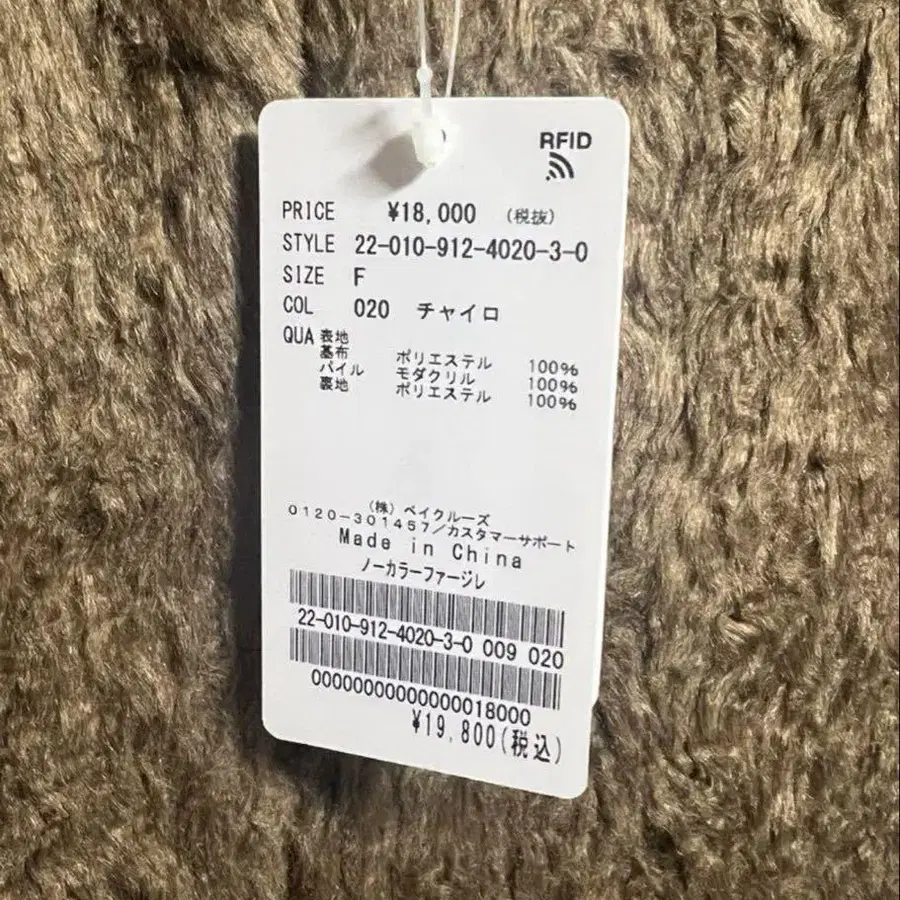 RFID
PRICE ¥18,000 (税抜)
STYLE 22-010-912-4020-3-0
SIZE F
COL 020 チャイロ
QUA 表地
基布 ポリエステル 100%
パイル モダクリル 100%
裏地 ポリエステル 100%
(株) ベイクルーズ
0120-301457/カスタマーサポート
Made in China
ノーカラーファージレ
22-010-912-4020-3-0 009 020
00000000000000018000
¥19,800(税込)